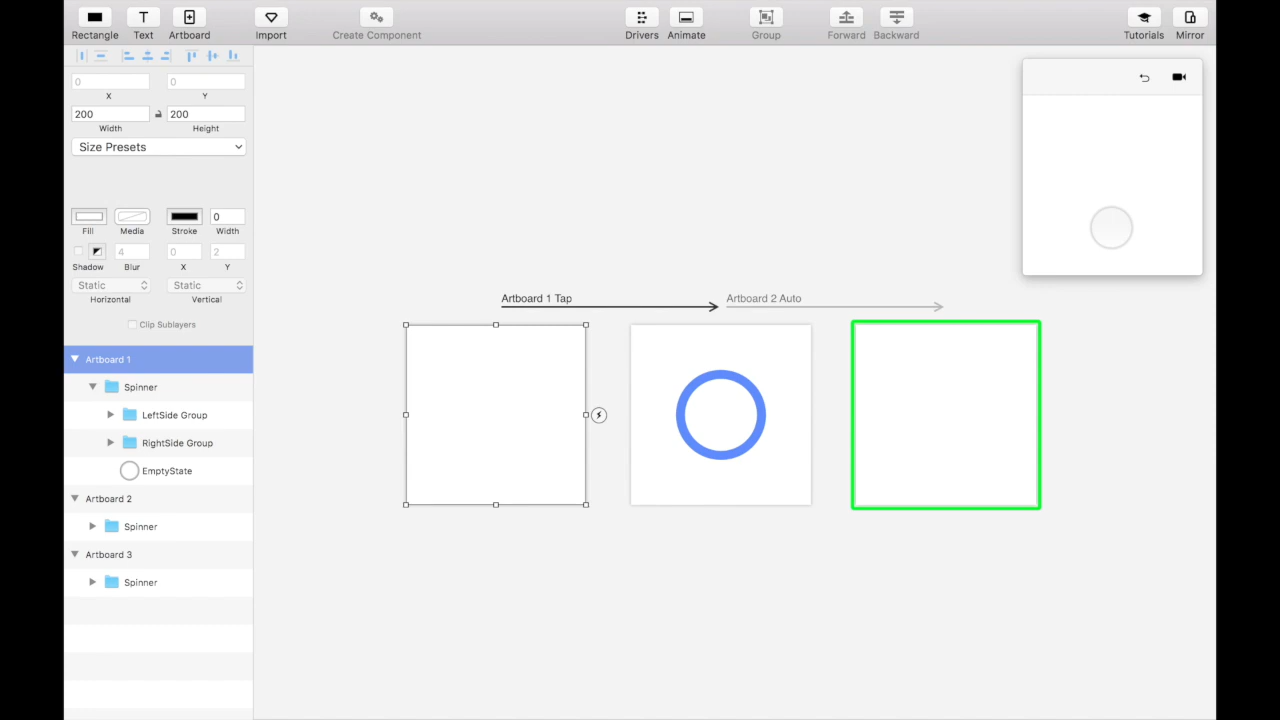 Rectangle Text Artboard Import Create Component Drivers Animate Group Forward Backward Tutorials Mirror
0 0
X Y
200 200
Width Height
Size Presets
0
Fill Media Stroke Width
4 0 2
Shadow Blur X Y
Static Static
Horizontal Vertical
Clip Sublayers
Artboard 1
Spinner
LeftSide Group
RightSide Group
EmptyState
Artboard 2
Spinner
Artboard 3
Spinner
Artboard 1 Tap Artboard 2 Auto